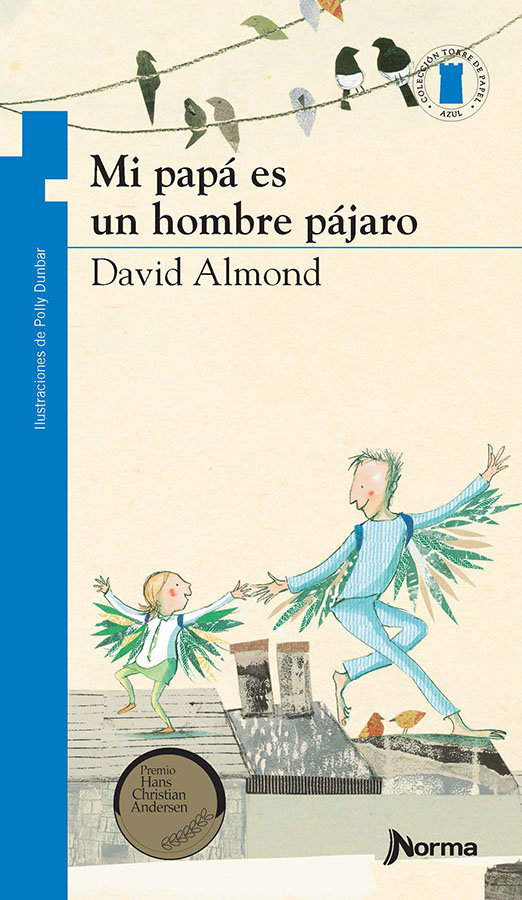 COLECCIÓN TORRE DE PAPEL
AZUL
Mi papá es
un hombre pájaro
David Almond
Ilustraciones de Polly Dunbar
Premio
Hans
Christian
Andersen
Norma